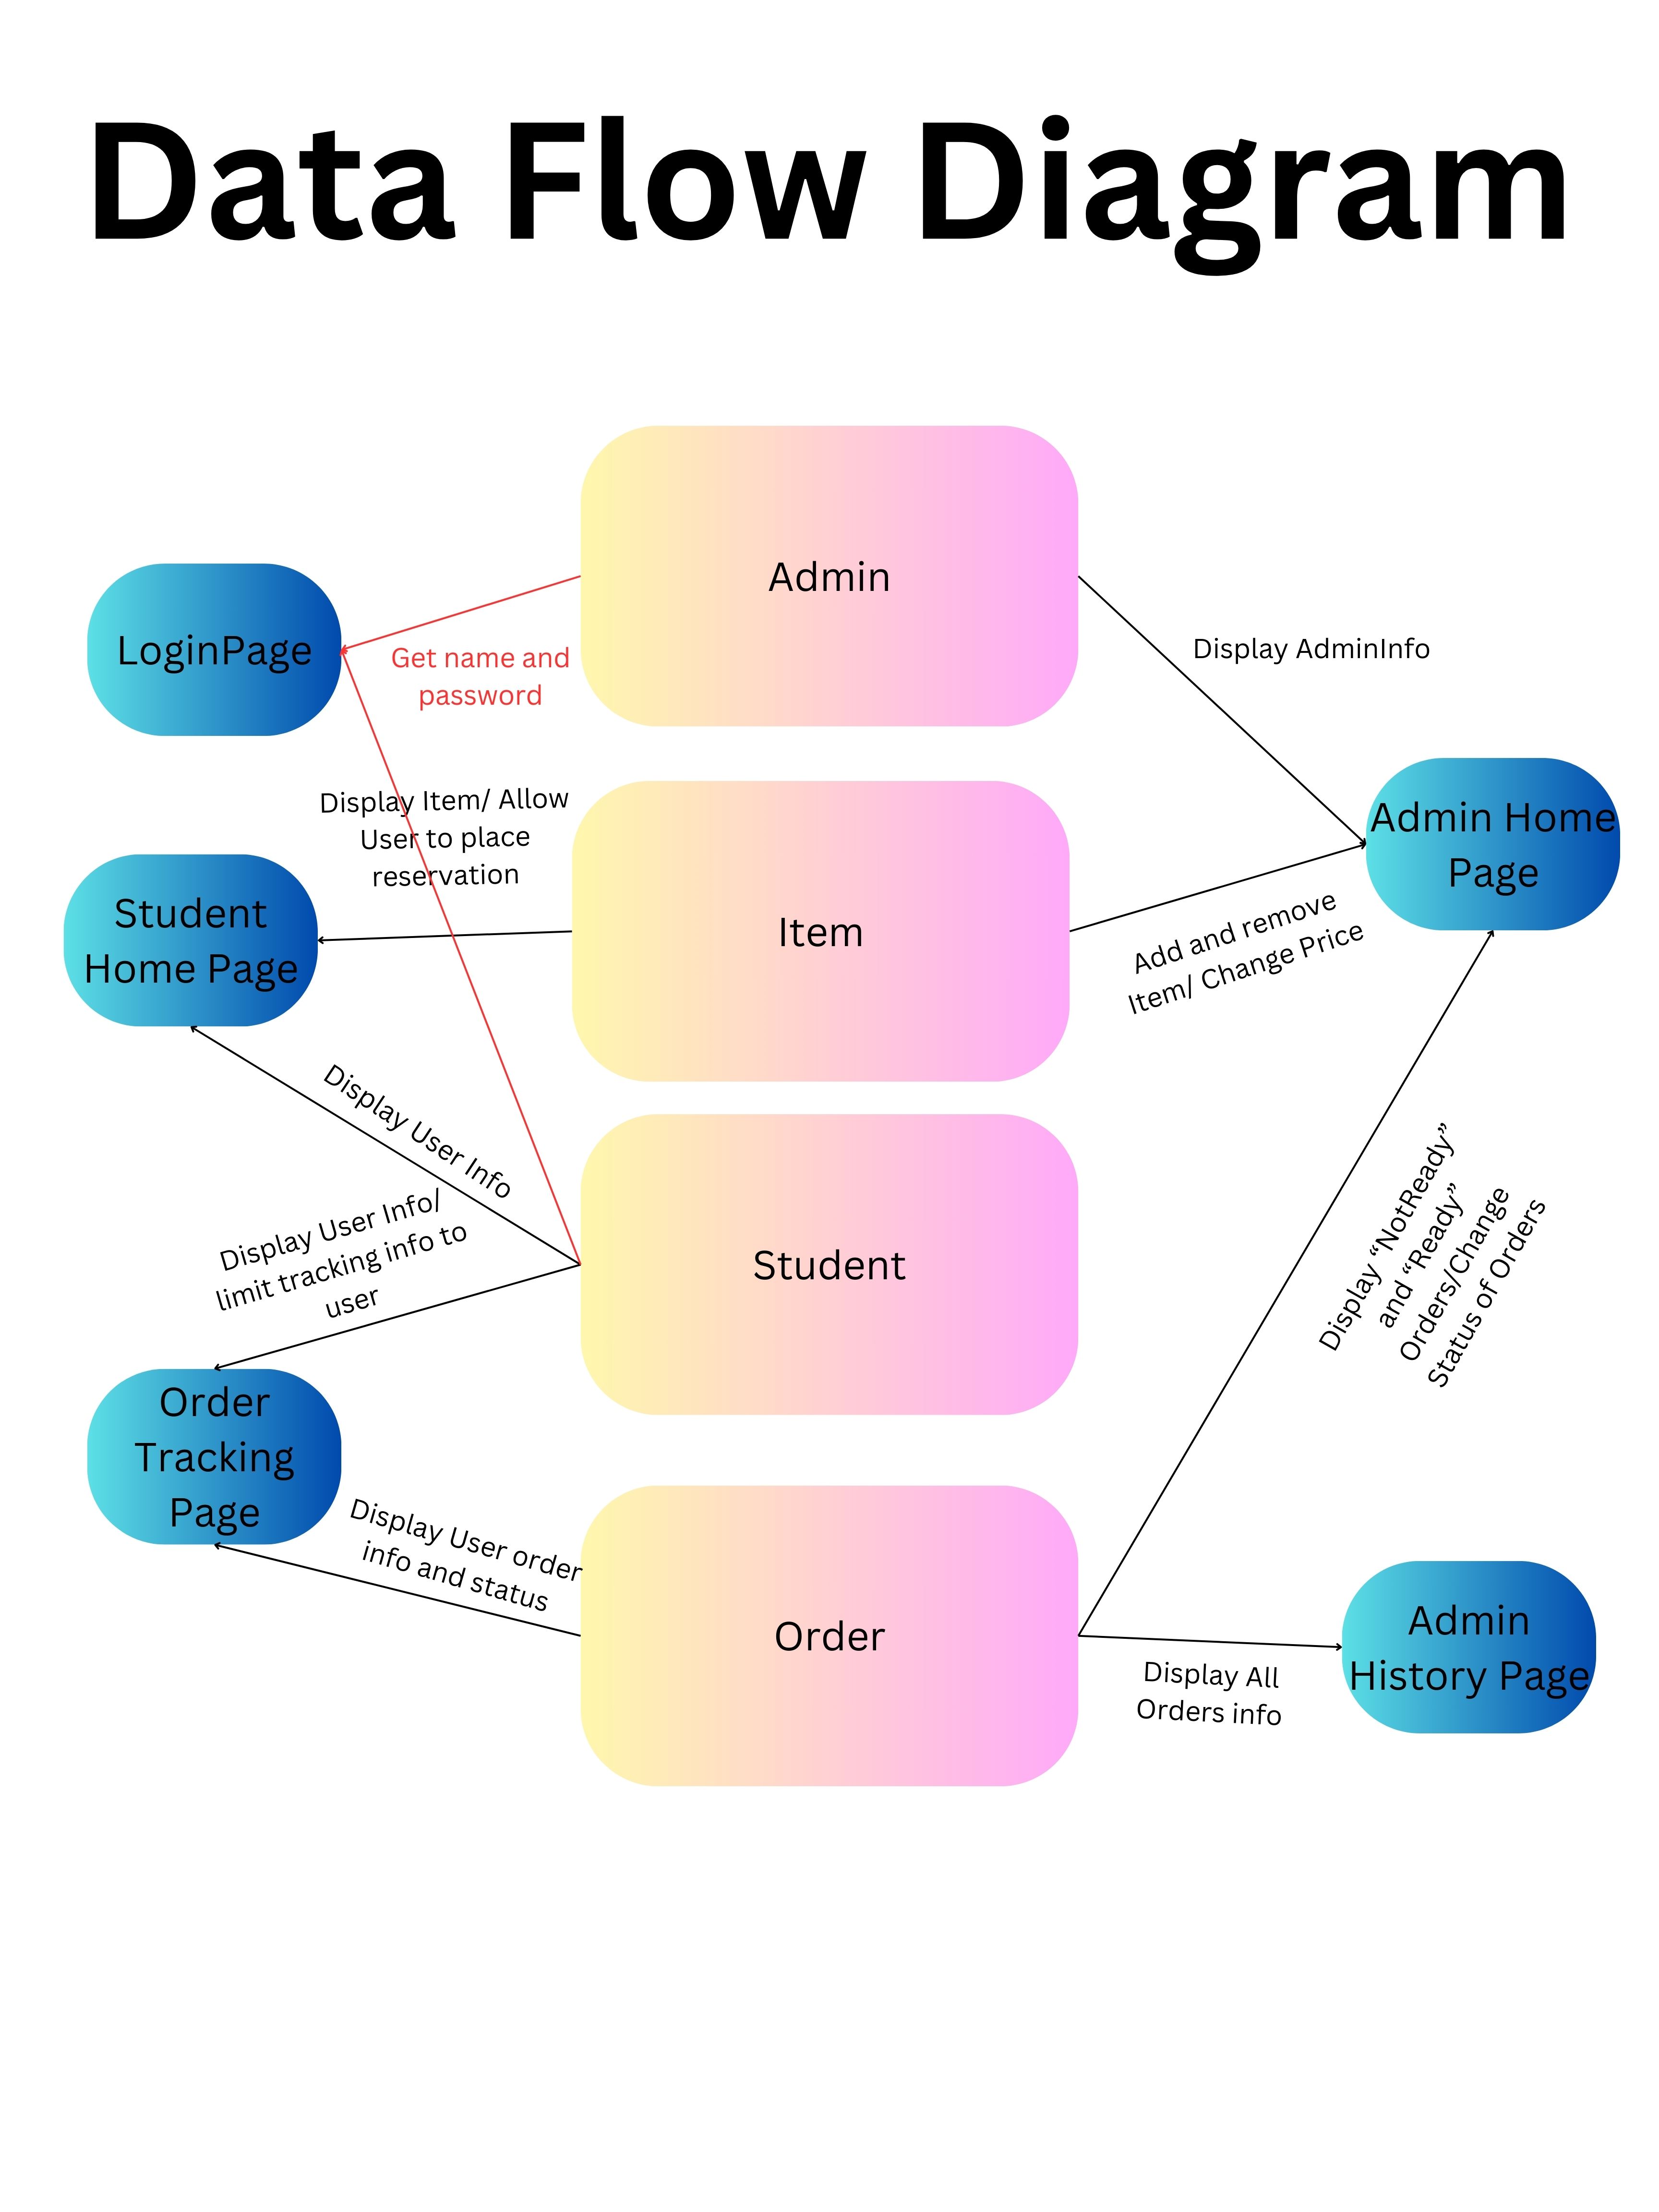 Data Flow Diagram
Admin
LoginPage
Get name and
password
Display AdminInfo
Display Item/ Allow
User to place
reservation
Admin Home
Page
Student
Home Page
Item
Add and remove
Item/ Change Price
Display User Info
Display User Info/
limit tracking info to
user
Student
Display “NotReady”
and “Ready”
Orders/Change
Status of Orders
Order
Tracking
Page
Display User order
info and status
Order
Admin
History Page
Display All
Orders info